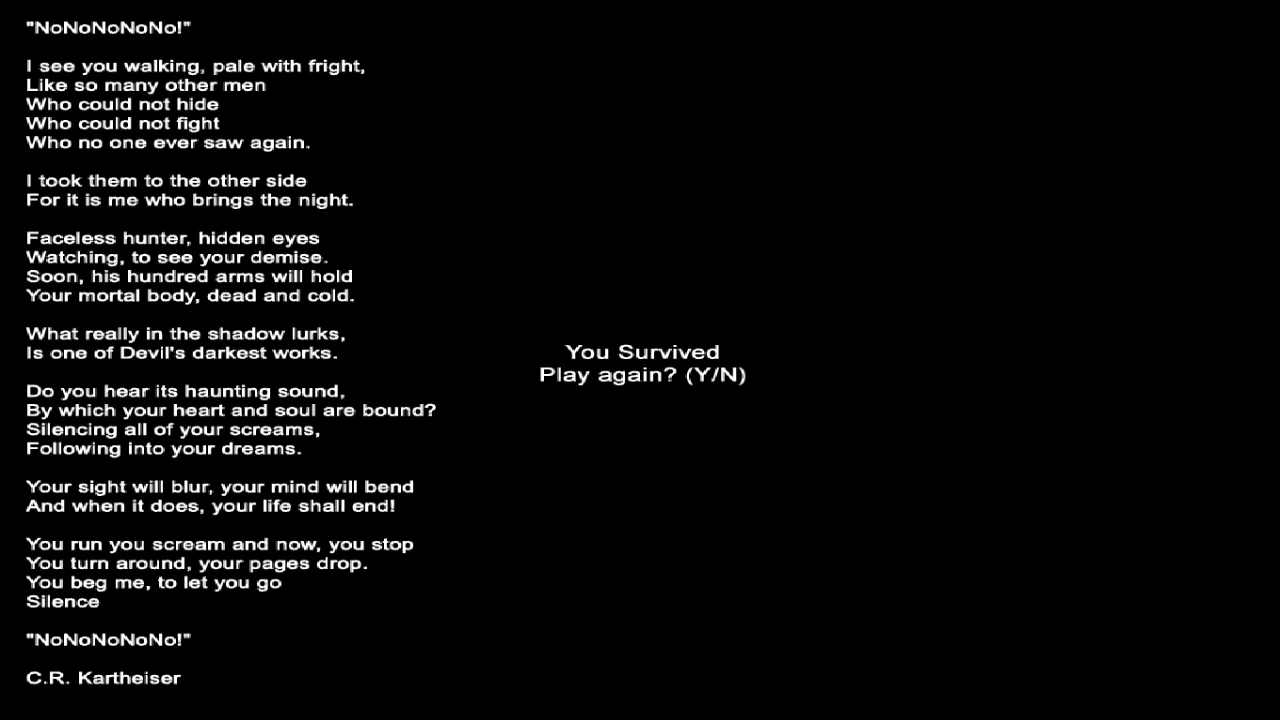 "NoNoNoNoNo!"
I see you walking, pale with fright,
Like so many other men
Who could not hide
Who could not fight
Who no one ever saw again.
I took them to the other side
For it is me who brings the night.
Faceless hunter, hidden eyes
Watching, to see your demise.
Soon, his hundred arms will hold
Your mortal body, dead and cold.
What really in the shadow lurks,
Is one of Devil's darkest works.
Do you hear its haunting sound,
By which your heart and soul are bound?
Silencing all of your screams,
Following into your dreams.
Your sight will blur, your mind will bend
And when it does, your life shall end!
You run you scream and now, you stop
You turn around, your pages drop.
You beg me, to let you go
Silence
"NoNoNoNoNo!"
C.R. Kartheiser
You Survived
Play again? (Y/N)